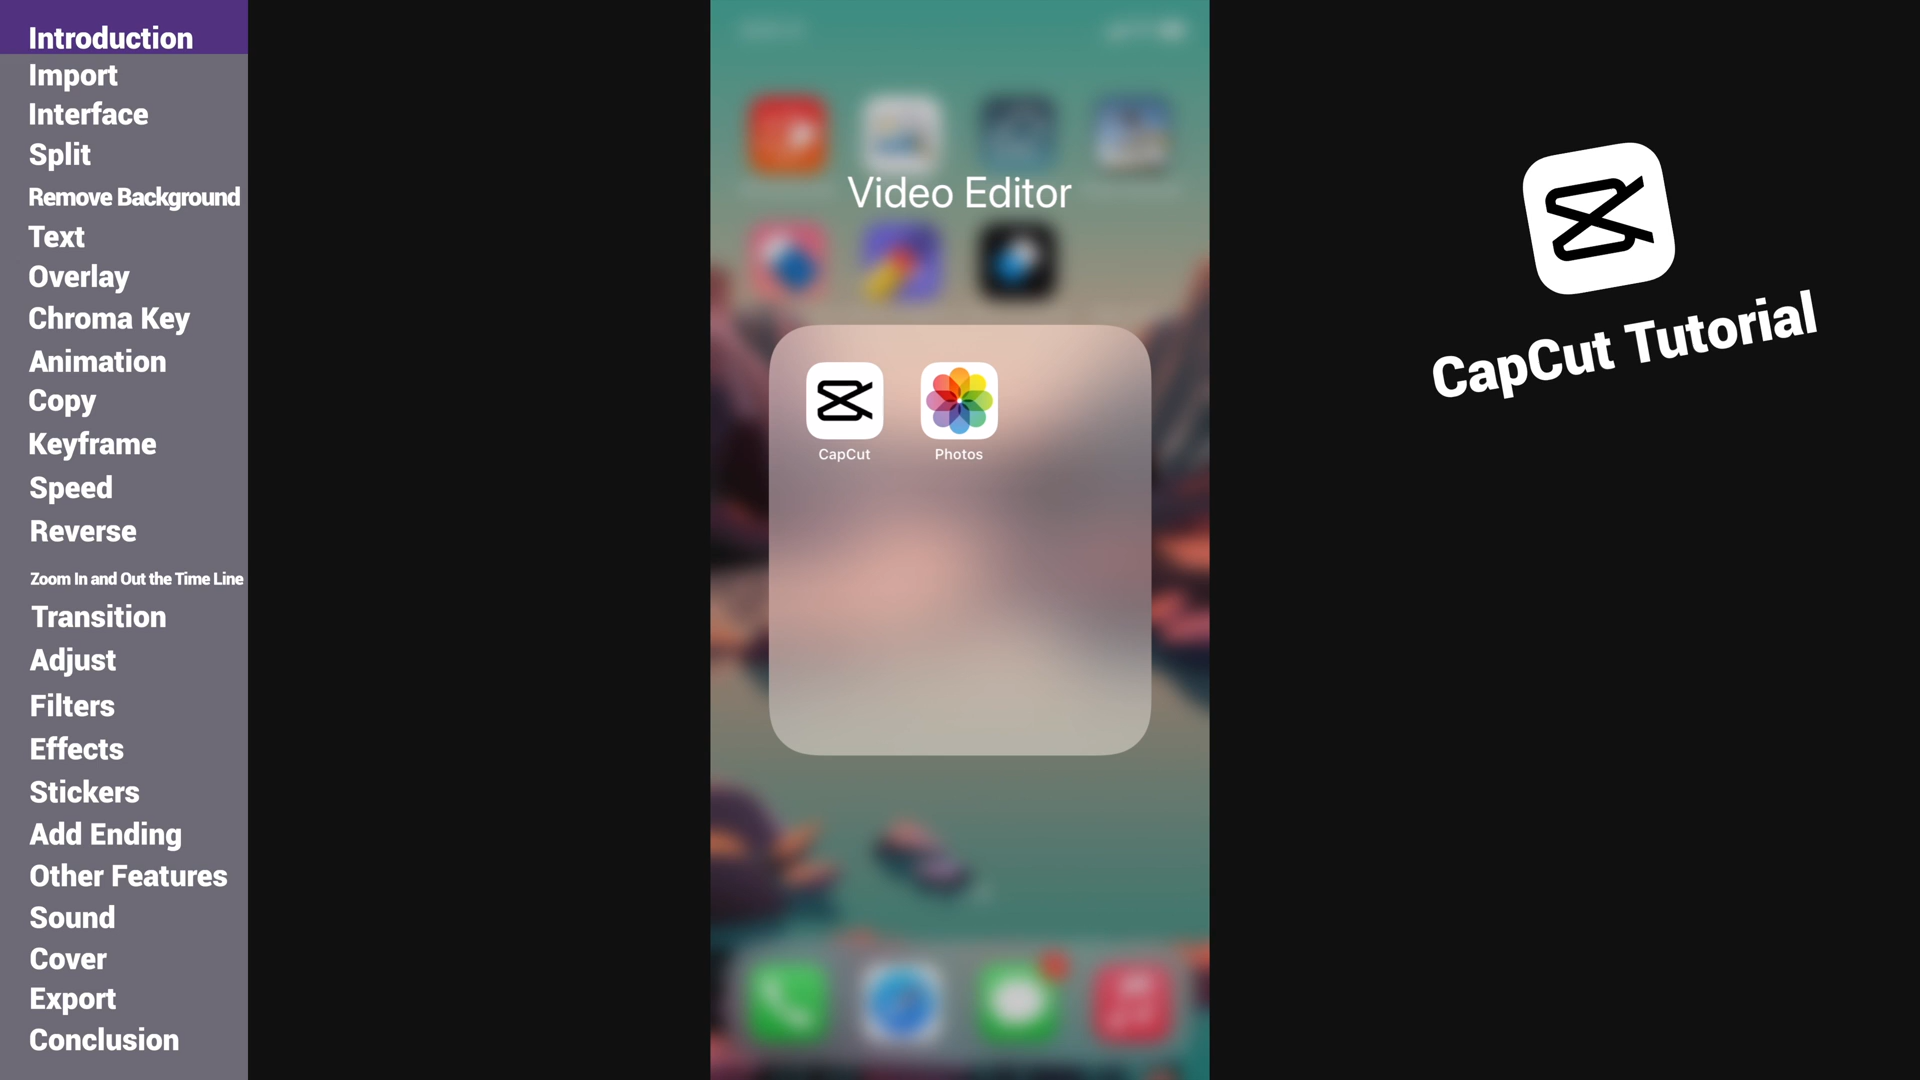 Introduction
Import
Interface
Split
Remove Background
Text
Overlay
Chroma Key
Animation
Copy
Keyframe
Speed
Reverse
Zoom In and Out the Time Line
Transition
Adjust
Filters
Effects
Stickers
Add Ending
Other Features
Sound
Cover
Export
Conclusion
Video Editor
CapCut
Photos
CapCut Tutorial